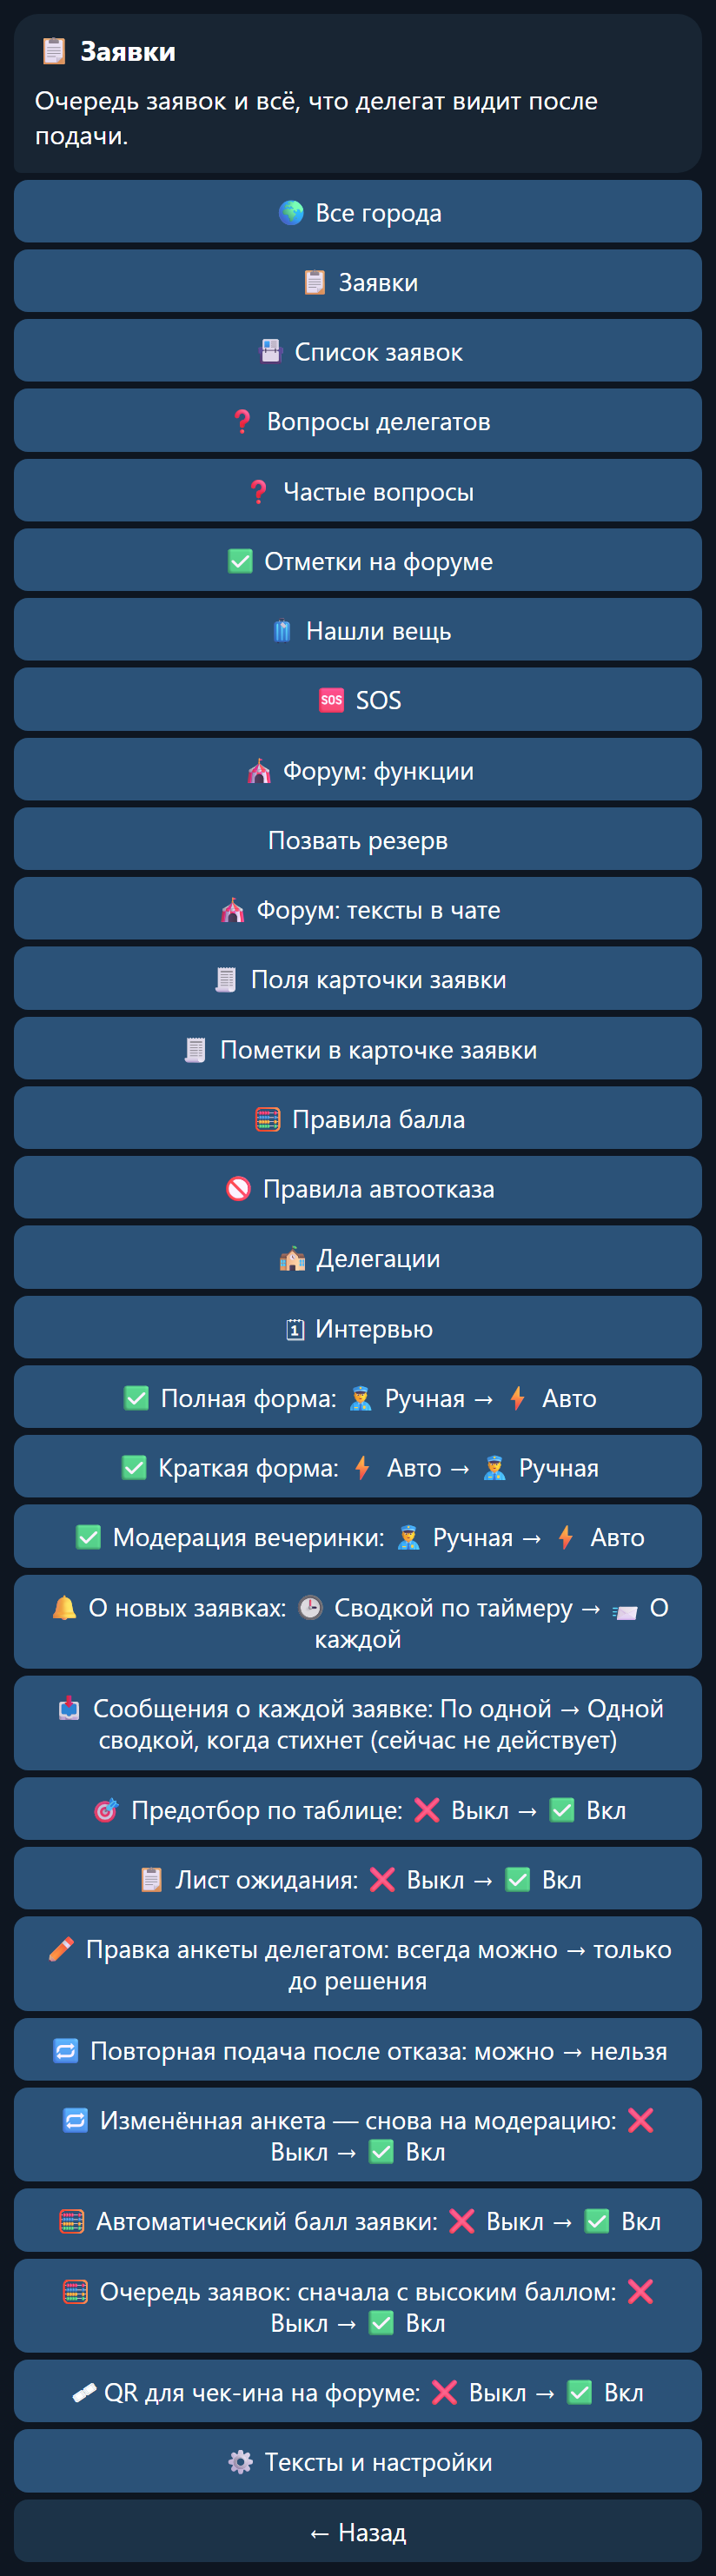 📋 Заявки
Очередь заявок и всё, что делегат видит после
подачи.
🌍 Все города
📋 Заявки
📇 Список заявок
❓ Вопросы делегатов
❓ Частые вопросы
✅ Отметки на форуме
🧳 Нашли вещь
🆘 SOS
🎪 Форум: функции
Позвать резерв
🎪 Форум: тексты в чате
🧾 Поля карточки заявки
🧾 Пометки в карточке заявки
🧮 Правила балла
🚫 Правила автоотказа
🏫 Делегации
🗓 Интервью
✅ Полная форма: 👮 Ручная → ⚡ Авто
✅ Краткая форма: ⚡ Авто → 👮 Ручная
✅ Модерация вечеринки: 👮 Ручная → ⚡ Авто
🔔 О новых заявках: 🕐 Сводкой по таймеру → 📨 О
каждой
📥 Сообщения о каждой заявке: По одной → Одной
сводкой, когда стихнет (сейчас не действует)
🎯 Предотбор по таблице: ❌ Выкл → ✅ Вкл
📋 Лист ожидания: ❌ Выкл → ✅ Вкл
✏️ Правка анкеты делегатом: всегда можно → только
до решения
🔁 Повторная подача после отказа: можно → нельзя
🔁 Изменённая анкета — снова на модерацию: ❌
Выкл → ✅ Вкл
🧮 Автоматический балл заявки: ❌ Выкл → ✅ Вкл
🧮 Очередь заявок: сначала с высоким баллом: ❌
Выкл → ✅ Вкл
🎟 QR для чек-ина на форуме: ❌ Выкл → ✅ Вкл
⚙️ Тексты и настройки
← Назад